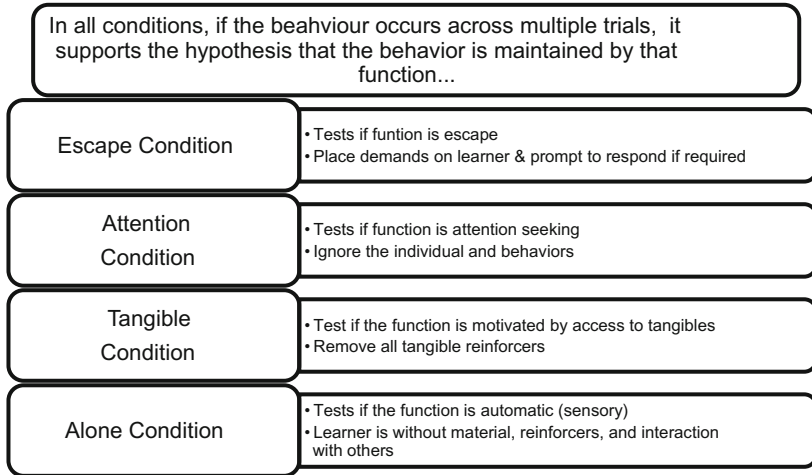 In all conditions, if the beahviour occurs across multiple trials, it
supports the hypothesis that the behavior is maintained by that
function...
Escape Condition
• Tests if funtion is escape
• Place demands on learner & prompt to respond if required
Attention
Condition
• Tests if function is attention seeking
• Ignore the individual and behaviors
Tangible
Condition
• Test if the function is motivated by access to tangibles
• Remove all tangible reinforcers
Alone Condition
• Tests if the function is automatic (sensory)
• Learner is without material, reinforcers, and interaction
with others